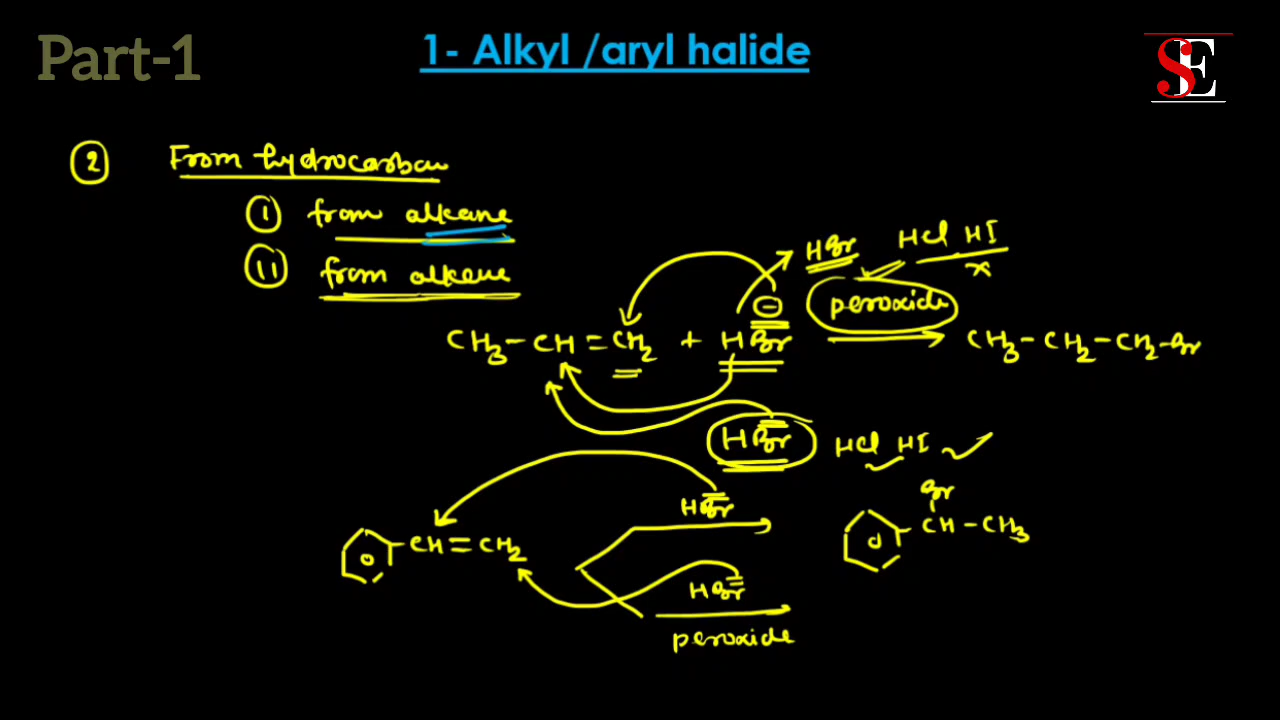 Part-1
1- Alkyl /aryl halide
SE
2 From hydrocarbon
I from alkane
II from alkene
HBr HCl HI x
peroxide
CH3-CH=CH2 + HBr → CH3-CH2-CH2-Br
HBr HCl HI ✓
HBr
Br
CH=CH2 CH-CH3
HBr
peroxide